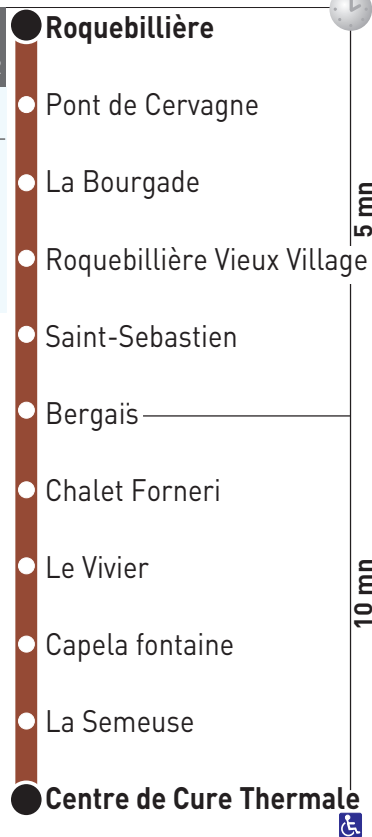 Roquebillière
Pont de Cervagne
La Bourgade
5 mn
Roquebillière Vieux Village
Saint-Sebastien
Bergaïs
Chalet Forneri
Le Vivier
10 mn
Capela fontaine
La Semeuse
Centre de Cure Thermale